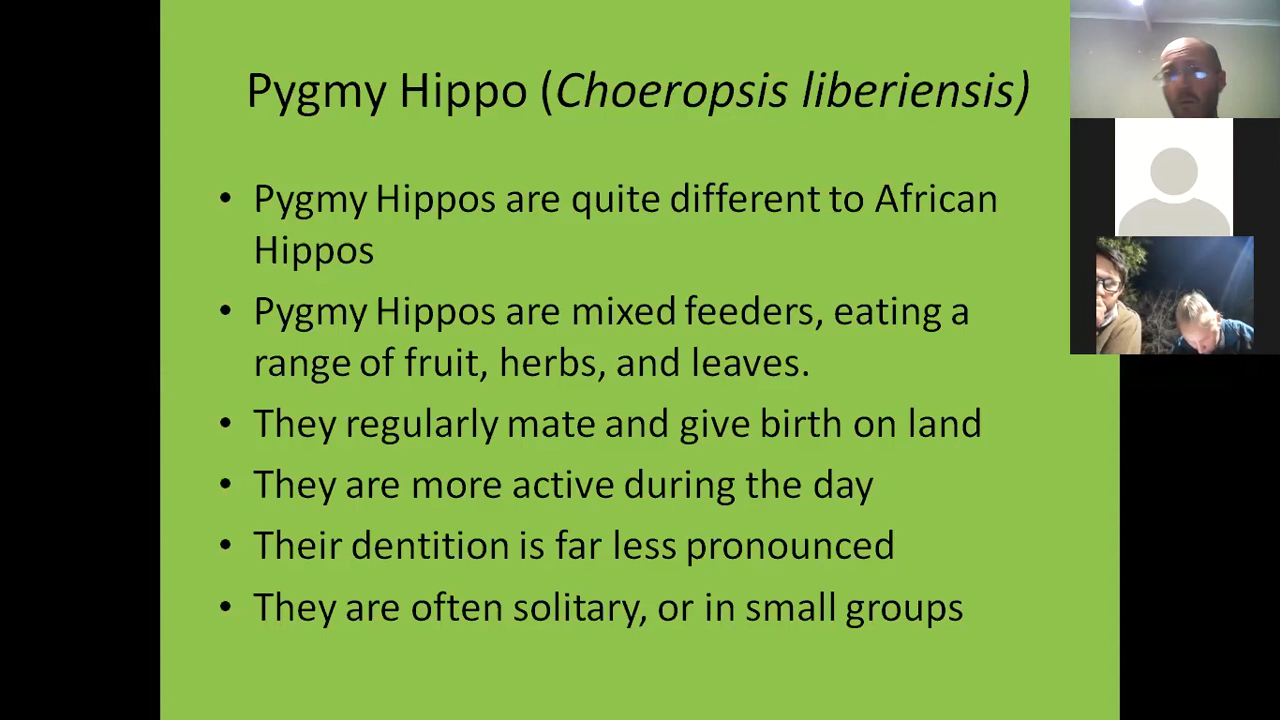 Pygmy Hippo (Choeropsis liberiensis)
• Pygmy Hippos are quite different to African
Hippos
• Pygmy Hippos are mixed feeders, eating a
range of fruit, herbs, and leaves.
• They regularly mate and give birth on land
• They are more active during the day
• Their dentition is far less pronounced
• They are often solitary, or in small groups